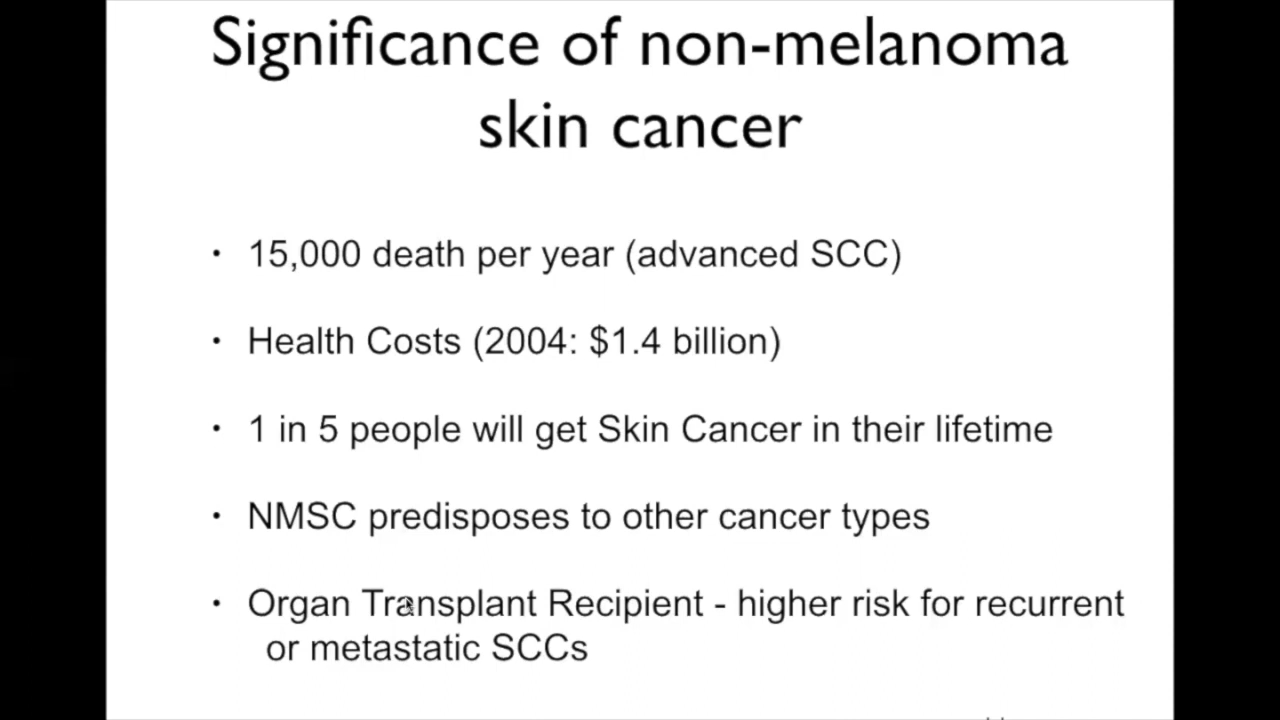 Significance of non-melanoma
skin cancer
• 15,000 death per year (advanced SCC)
• Health Costs (2004: $1.4 billion)
• 1 in 5 people will get Skin Cancer in their lifetime
• NMSC predisposes to other cancer types
• Organ Transplant Recipient - higher risk for recurrent
or metastatic SCCs